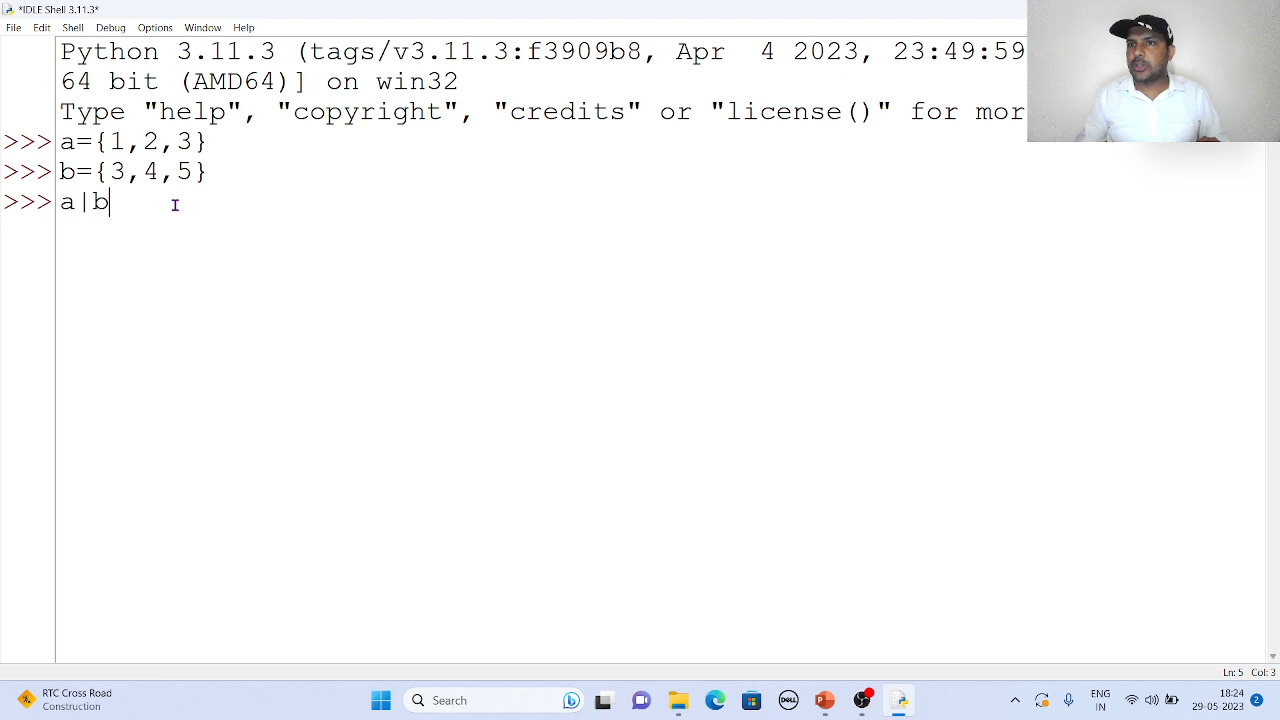 *IDLE Shell 3.11.3*
File Edit Shell Debug Options Window Help
Python 3.11.3 (tags/v3.11.3:f3909b8, Apr  4 2023, 23:49:59
64 bit (AMD64)] on win32
Type "help", "copyright", "credits" or "license()" for mor
>>> a={1,2,3}
>>> b={3,4,5}
>>> a|b
Ln: 5 Col: 3
RTC Cross Road
Construction
Search
DELL
ENG
IN
18:24
29-05-2023
2